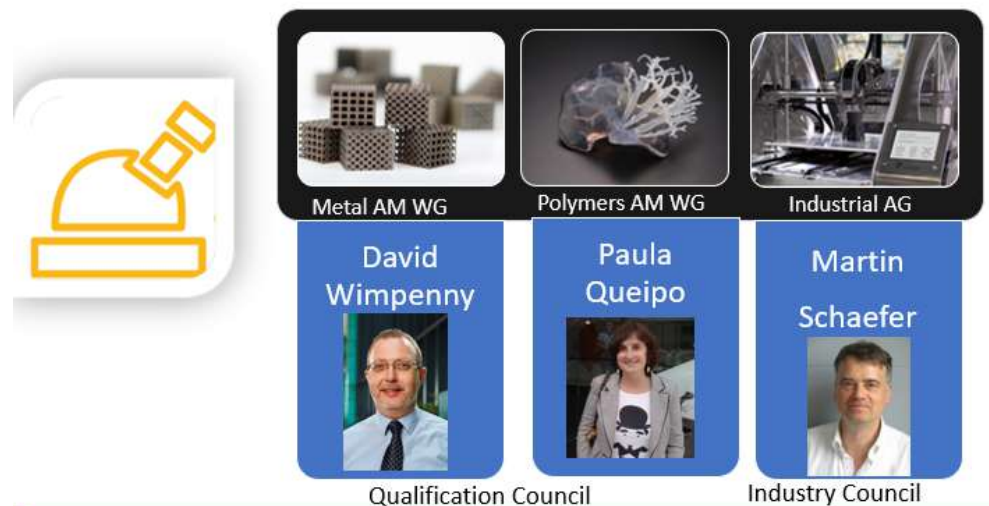 Metal AM WG
Polymers AM WG
Industrial AG
David
Wimpenny
Paula
Queipo
Martin
Schaefer
Qualification Council
Industry Council